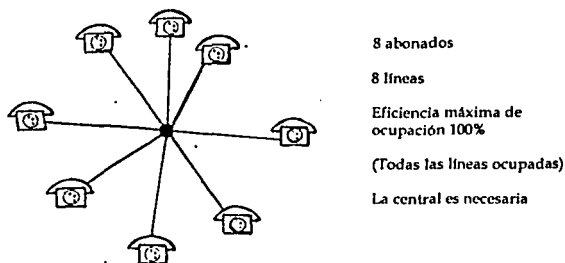 8 abonados
8 líneas
Eficiencia máxima de
ocupación 100%
(Todas las líneas ocupadas)
La central es necesaria